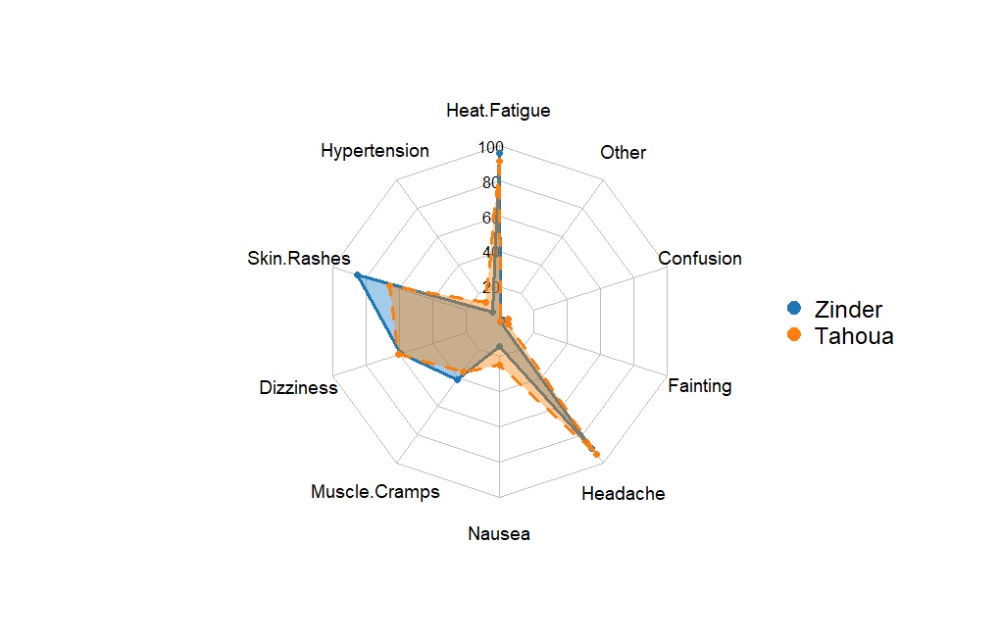 Heat.Fatigue
Hypertension
Other
100
80
60
40
20
Skin.Rashes
Confusion
Zinder
Tahoua
Dizziness
Fainting
Muscle.Cramps
Headache
Nausea